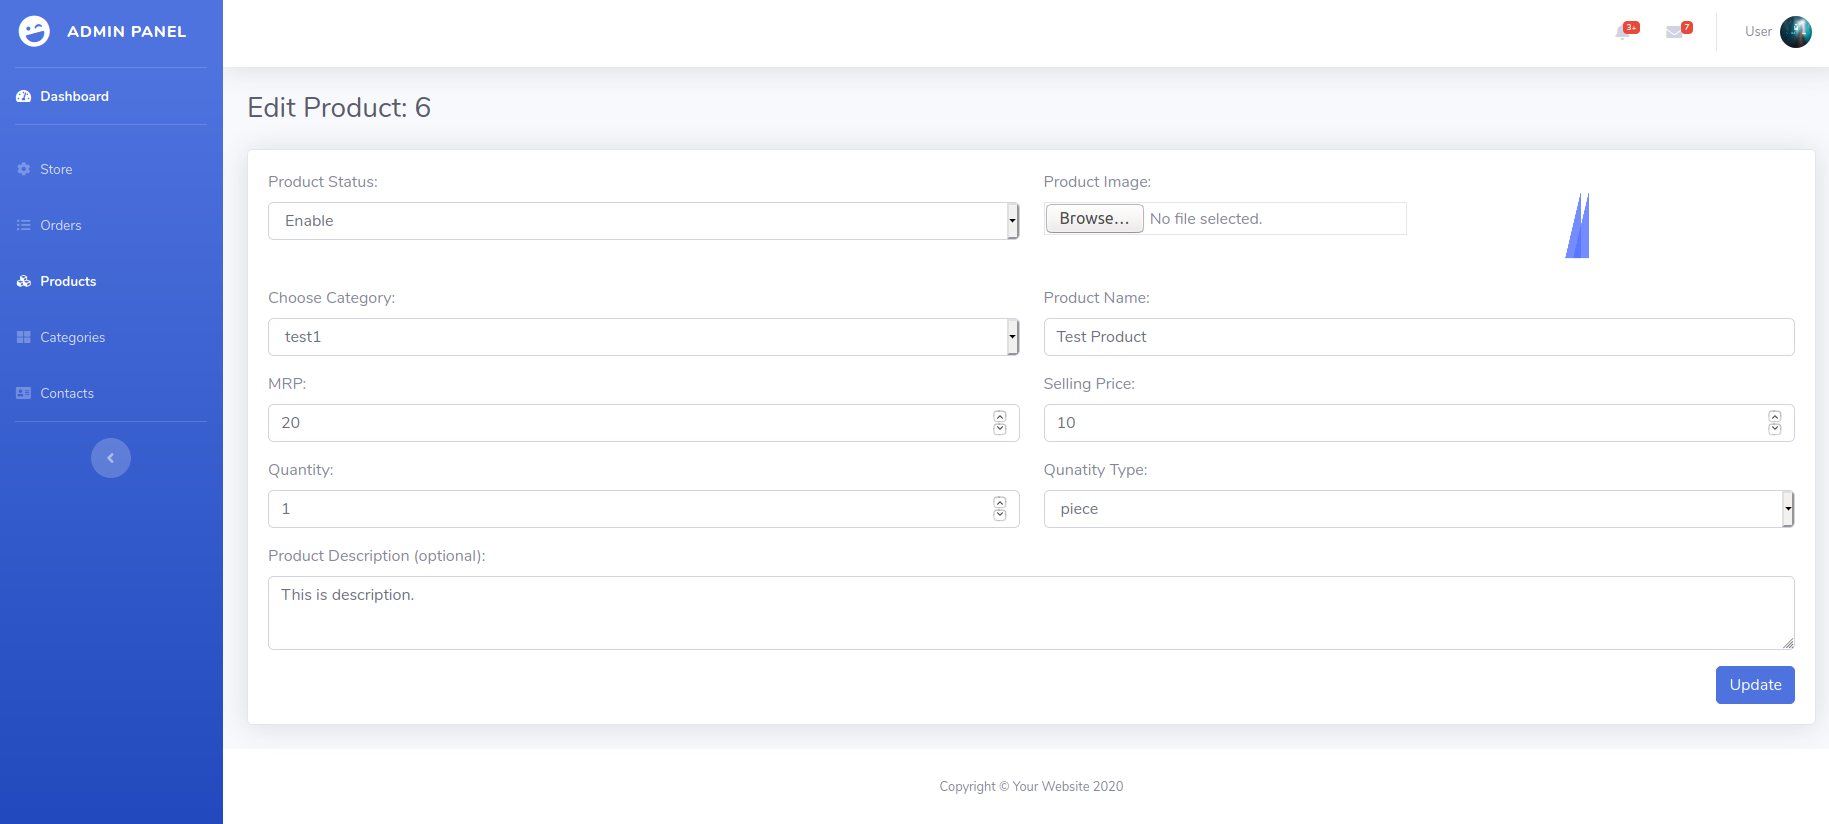 ADMIN PANEL
3+
7
User
Dashboard
Store
Orders
Products
Categories
Contacts
Edit Product: 6
Product Status:
Product Image:
Enable
Browse...
No file selected.
Choose Category:
Product Name:
test1
Test Product
MRP:
Selling Price:
20
10
Quantity:
Qunatity Type:
1
piece
Product Description (optional):
This is description.
Update
Copyright © Your Website 2020